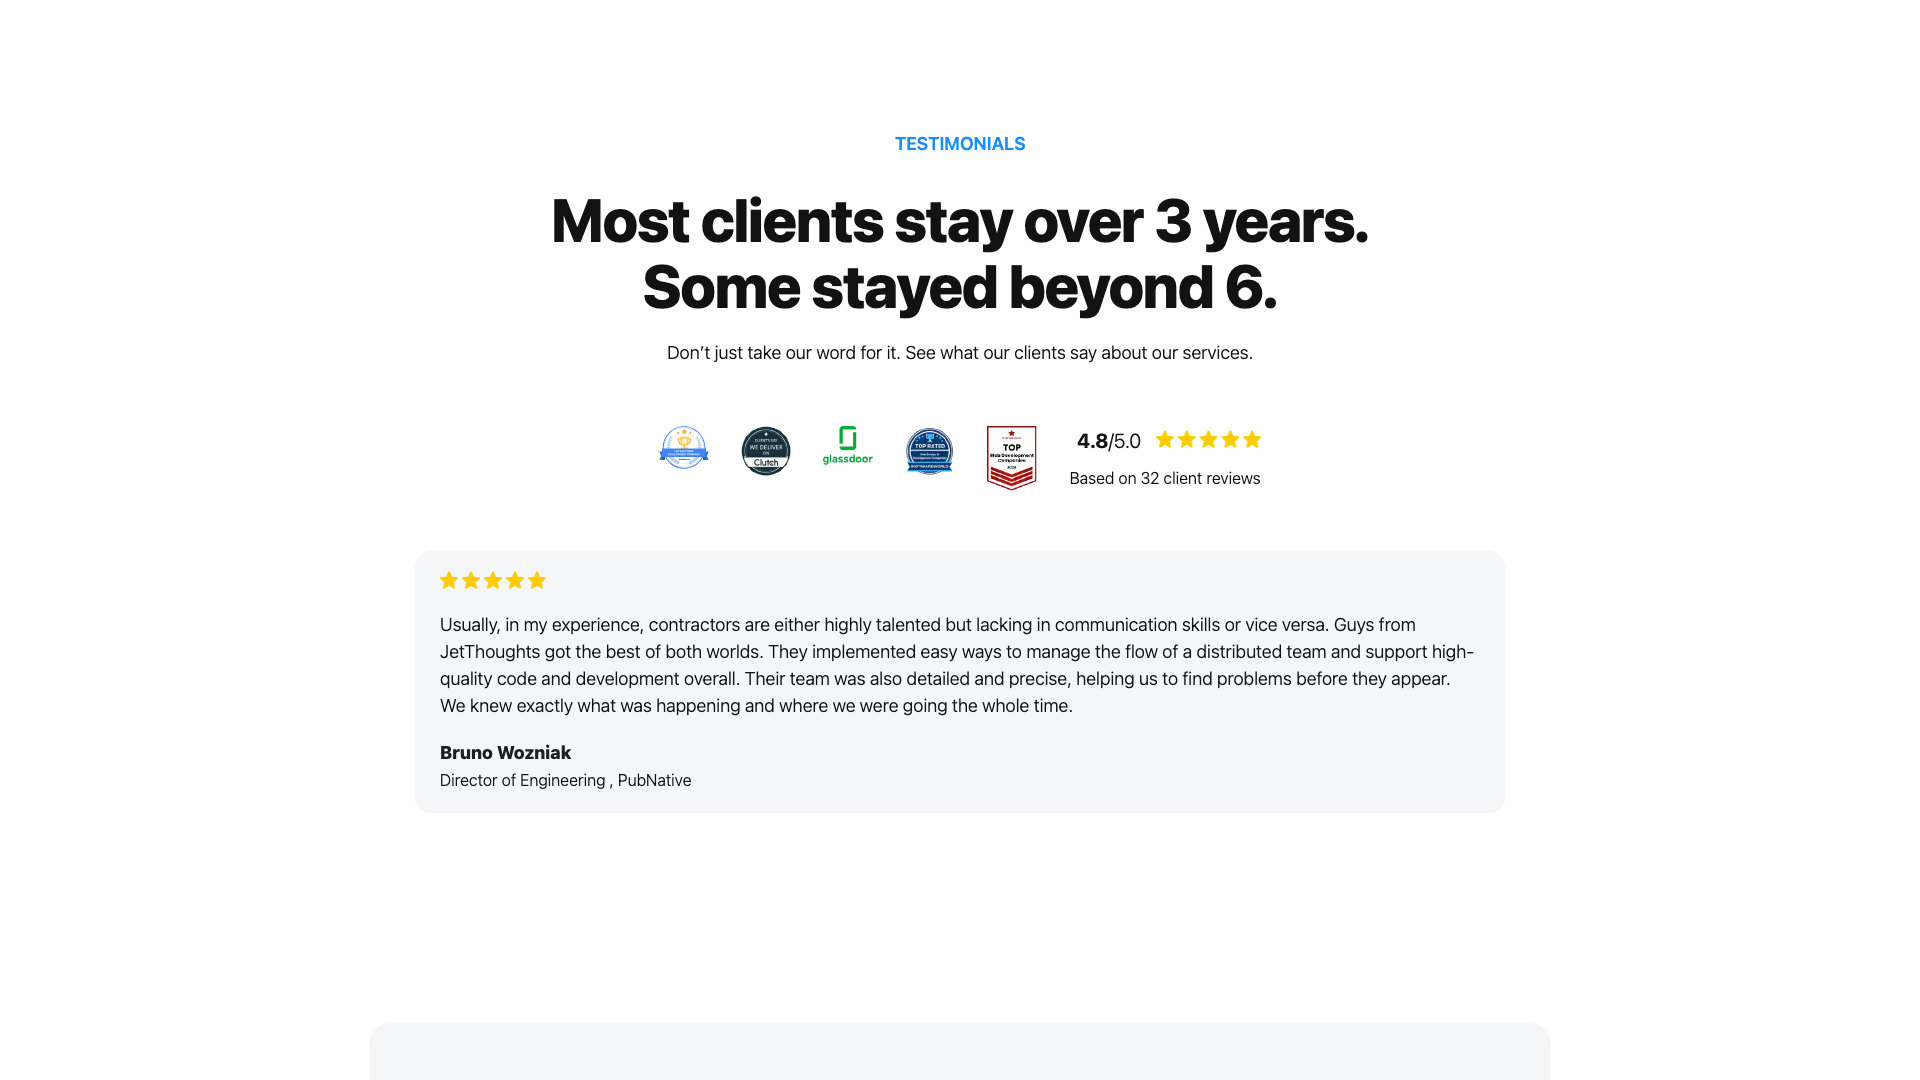 TESTIMONIALS
Most clients stay over 3 years.
Some stayed beyond 6.
Don’t just take our word for it. See what our clients say about our services.
WE DELIVER
ON
Clutch
glassdoor
TOP RATED
SOFTWAREWORLD
TOP
Web Development
Companies
4.8/5.0
Based on 32 client reviews
Usually, in my experience, contractors are either highly talented but lacking in communication skills or vice versa. Guys from
JetThoughts got the best of both worlds. They implemented easy ways to manage the flow of a distributed team and support high-
quality code and development overall. Their team was also detailed and precise, helping us to find problems before they appear.
We knew exactly what was happening and where we were going the whole time.
Bruno Wozniak
Director of Engineering , PubNative